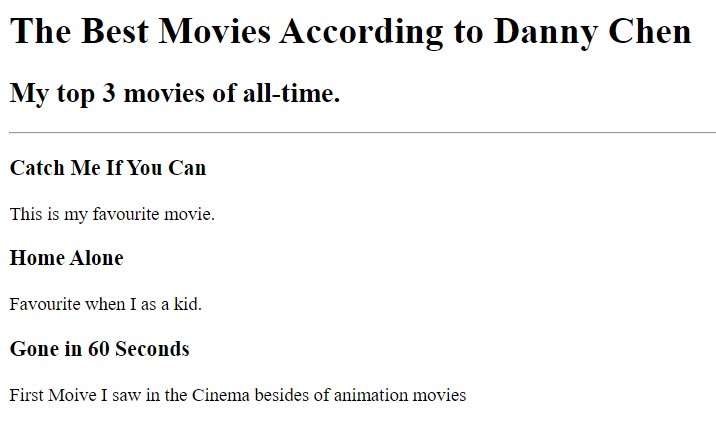 The Best Movies According to Danny Chen
My top 3 movies of all-time.
Catch Me If You Can
This is my favourite movie.
Home Alone
Favourite when I as a kid.
Gone in 60 Seconds
First Moive I saw in the Cinema besides of animation movies